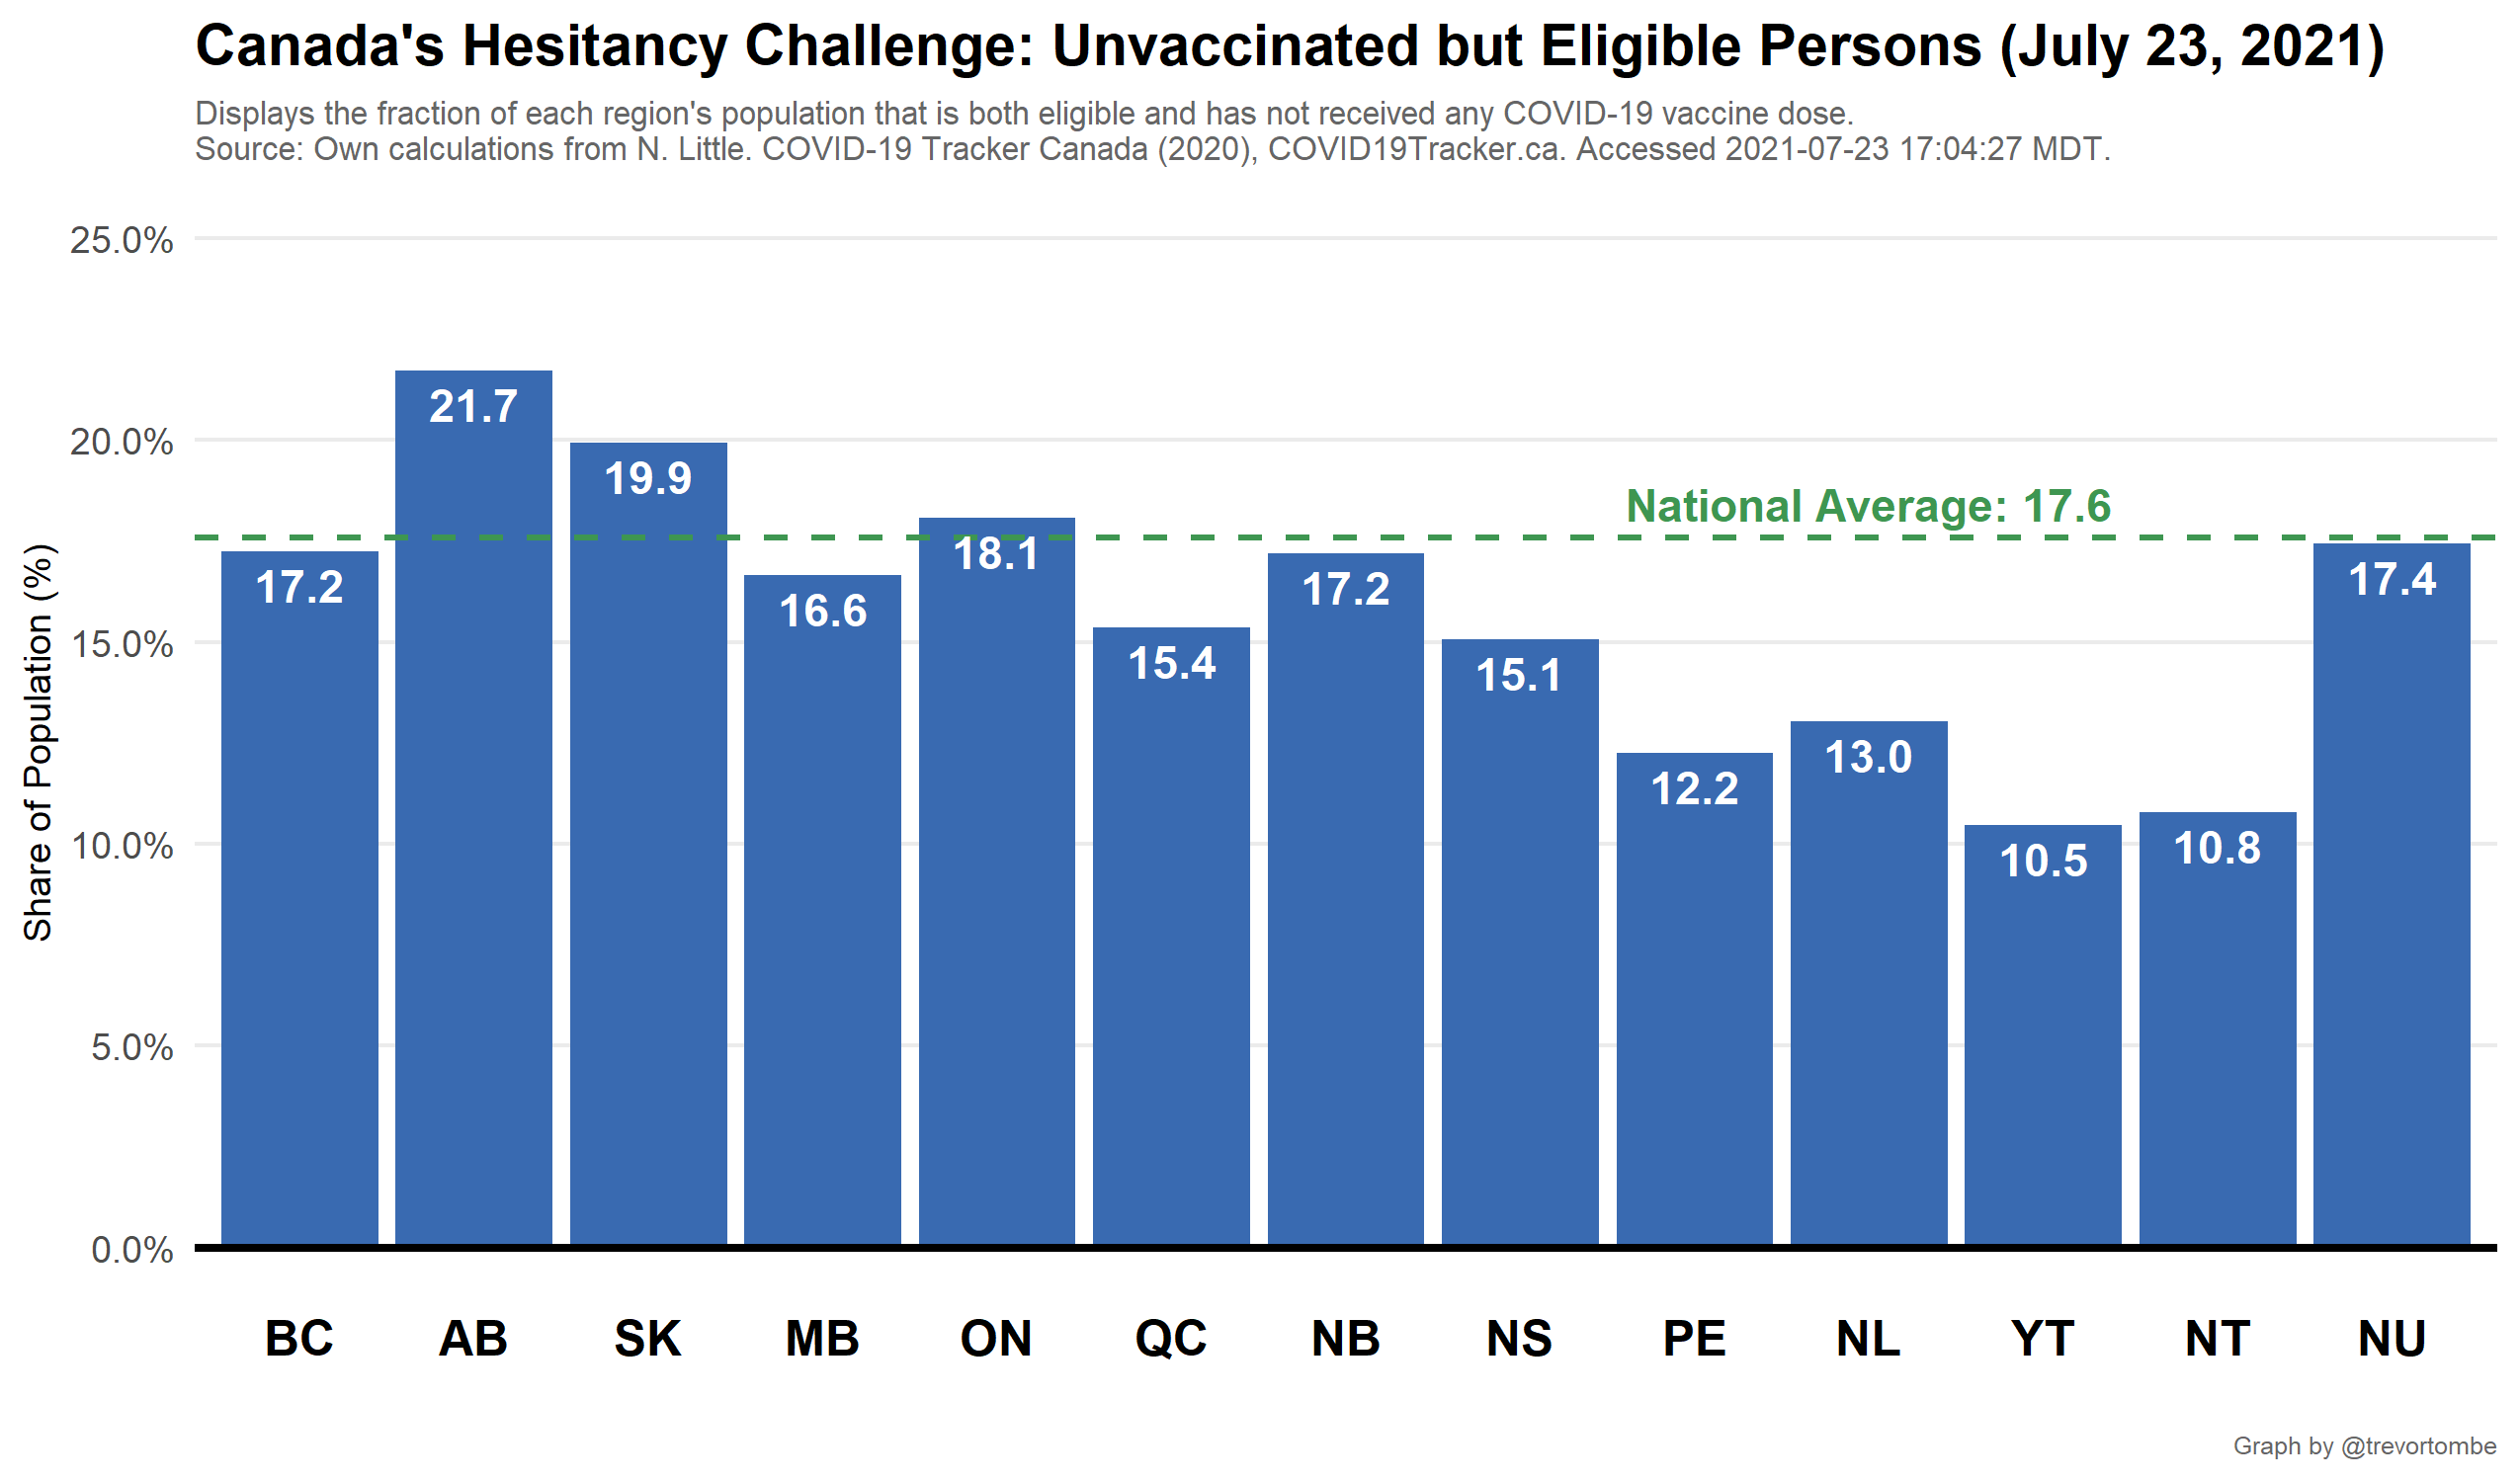 Canada's Hesitancy Challenge: Unvaccinated but Eligible Persons (July 23, 2021)
Displays the fraction of each region's population that is both eligible and has not received any COVID-19 vaccine dose.
Source: Own calculations from N. Little. COVID-19 Tracker Canada (2020), COVID19Tracker.ca. Accessed 2021-07-23 17:04:27 MDT.
Share of Population (%)
25.0%
20.0%
15.0%
10.0%
5.0%
0.0%
National Average: 17.6
17.2
21.7
19.9
16.6
18.1
15.4
17.2
15.1
12.2
13.0
10.5
10.8
17.4
BC
AB
SK
MB
ON
QC
NB
NS
PE
NL
YT
NT
NU
Graph by @trevortombe